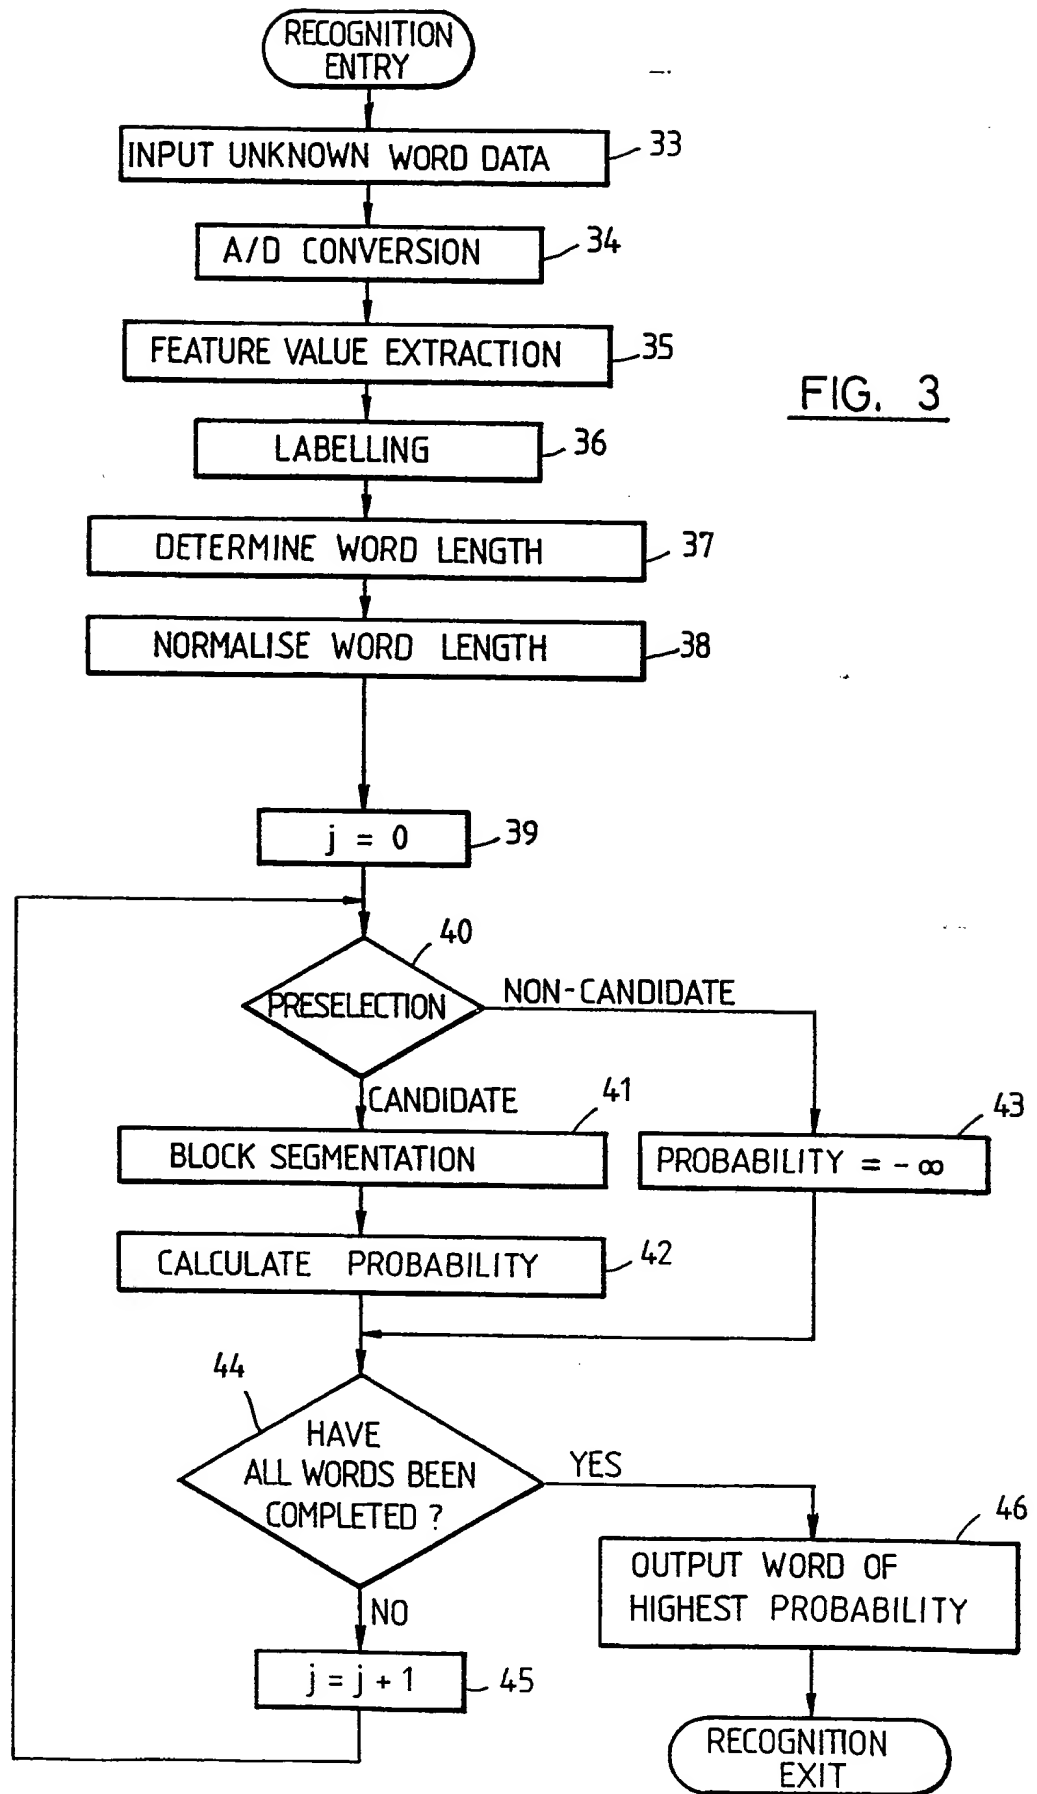 RECOGNITION
ENTRY
INPUT UNKNOWN WORD DATA
33
A/D CONVERSION
34
FEATURE VALUE EXTRACTION
35
FIG. 3
LABELLING
36
DETERMINE WORD LENGTH
37
NORMALISE WORD LENGTH
38
j = 0
39
40
PRESELECTION
NON-CANDIDATE
CANDIDATE
41
43
BLOCK SEGMENTATION
PROBABILITY = -∞
CALCULATE PROBABILITY
42
44
HAVE
ALL WORDS BEEN
COMPLETED ?
YES
46
OUTPUT WORD OF
HIGHEST PROBABILITY
NO
j = j + 1
45
RECOGNITION
EXIT